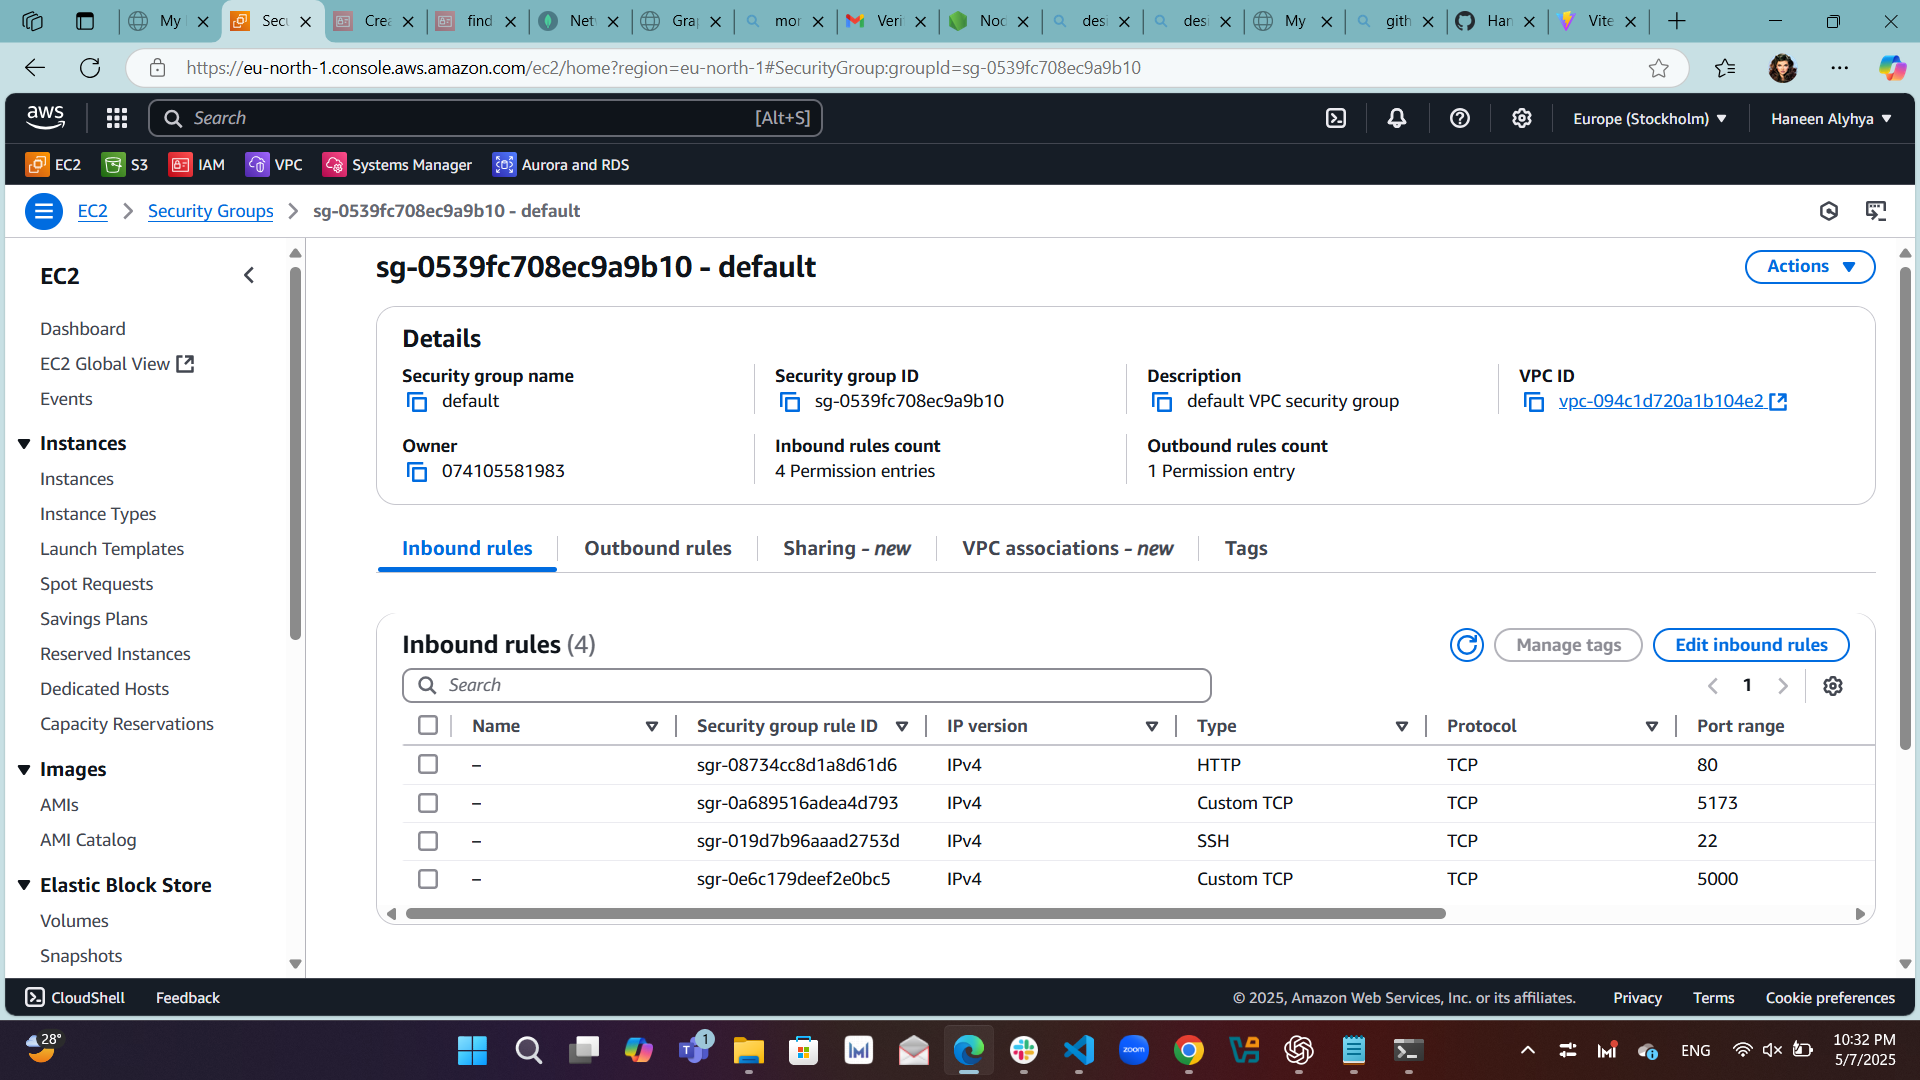 My
Secu
Crea
find
Netw
Grap
mor
Veri
Noc
desi
desi
My
gith
Han
Vite
https://eu-north-1.console.aws.amazon.com/ec2/home?region=eu-north-1#SecurityGroup:groupId=sg-0539fc708ec9a9b10
aws
Search
[Alt+S]
Europe (Stockholm)
Haneen Alyhya
EC2
S3
IAM
VPC
Systems Manager
Aurora and RDS
EC2
Security Groups
sg-0539fc708ec9a9b10 - default
EC2
Dashboard
EC2 Global View
Events
Instances
Instances
Instance Types
Launch Templates
Spot Requests
Savings Plans
Reserved Instances
Dedicated Hosts
Capacity Reservations
Images
AMIs
AMI Catalog
Elastic Block Store
Volumes
Snapshots
sg-0539fc708ec9a9b10 - default
Actions
Details
Security group name
default
Security group ID
sg-0539fc708ec9a9b10
Description
default VPC security group
VPC ID
vpc-094c1d720a1b104e2
Owner
074105581983
Inbound rules count
4 Permission entries
Outbound rules count
1 Permission entry
Inbound rules
Outbound rules
Sharing - new
VPC associations - new
Tags
Inbound rules (4)
Manage tags
Edit inbound rules
Search
1
Name Security group rule ID IP version Type Protocol Port range
– sgr-08734cc8d1a8d61d6 IPv4 HTTP TCP 80
– sgr-0a689516adea4d793 IPv4 Custom TCP TCP 5173
– sgr-019d7b96aaad2753d IPv4 SSH TCP 22
– sgr-0e6c179deef2e0bc5 IPv4 Custom TCP TCP 5000
CloudShell
Feedback
© 2025, Amazon Web Services, Inc. or its affiliates.
Privacy
Terms
Cookie preferences
28°
1
zoom
ENG
10:32 PM
5/7/2025